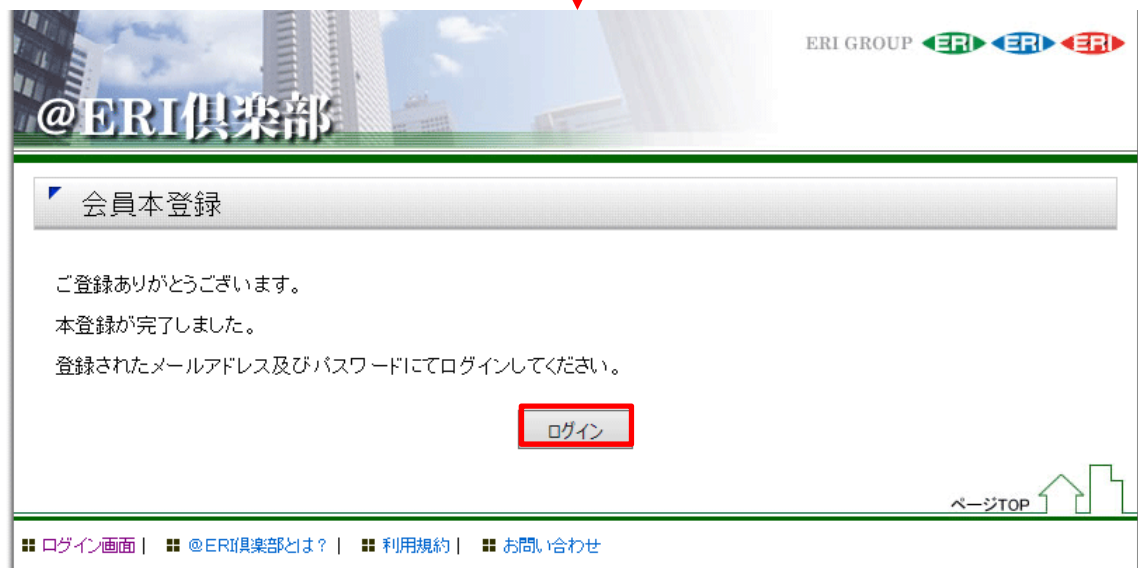 ERI GROUP ERI ERI ERI
@ERI倶楽部
会員本登録
ご登録ありがとうございます。
本登録が完了しました。
登録されたメールアドレス及びパスワードにてログインしてください。
ログイン
ページTOP
ログイン画面| @ERI倶楽部とは？| 利用規約| お問い合わせ